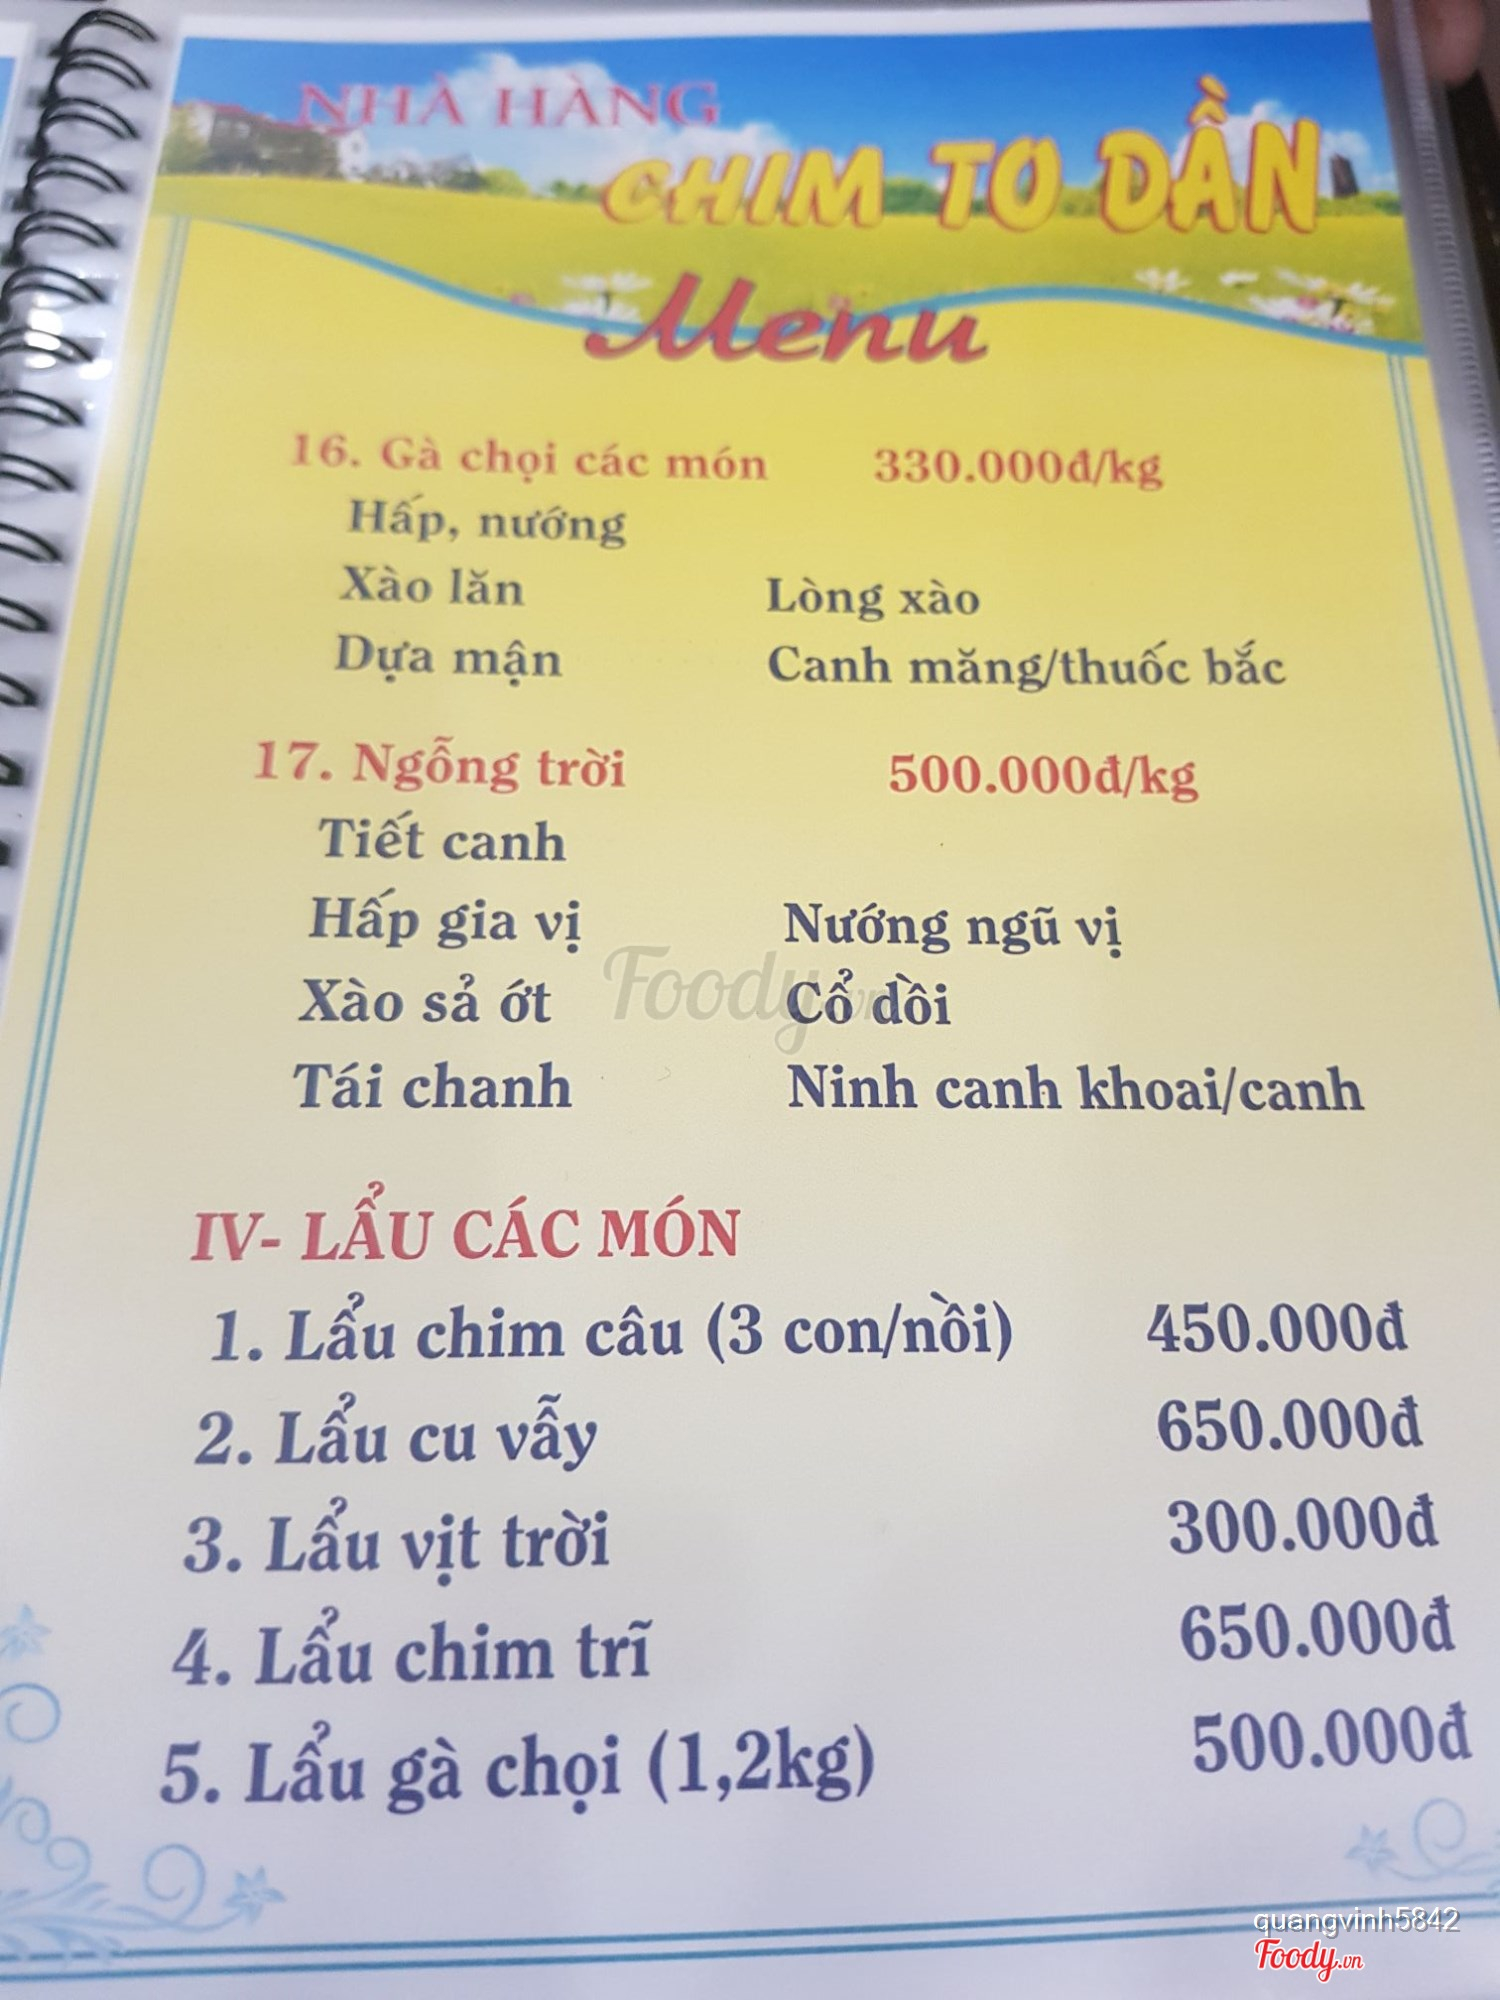 NHÀ HÀNG
CHIM TO DẦN
Menu
16. Gà chọi các món 330.000đ/kg
Hấp, nướng
Xào lăn Lòng xào
Dựa mận Canh măng/thuốc bắc
17. Ngỗng trời 500.000đ/kg
Tiết canh
Hấp gia vị Nướng ngũ vị
Xào sả ớt Cổ dồi
Tái chanh Ninh canh khoai/canh
Foody.vn
IV- LẨU CÁC MÓN
1. Lẩu chim câu (3 con/nồi) 450.000đ
2. Lẩu cu vẫy 650.000đ
3. Lẩu vịt trời 300.000đ
4. Lẩu chim trĩ 650.000đ
5. Lẩu gà chọi (1,2kg) 500.000đ
quangvinh5842
Foody.vn